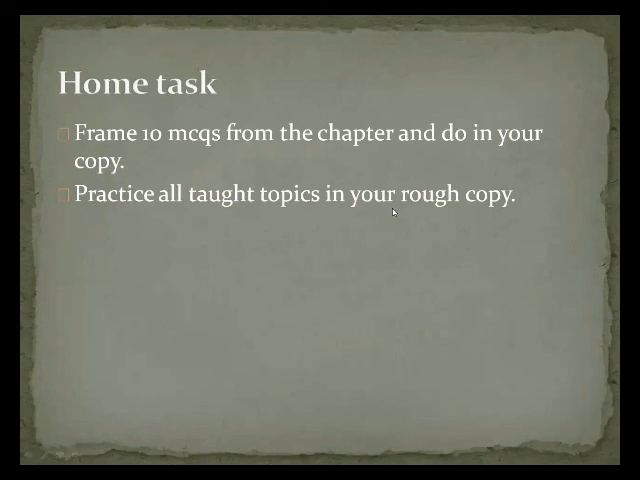 Home task
Frame 10 mcqs from the chapter and do in your
copy.
Practice all taught topics in your rough copy.